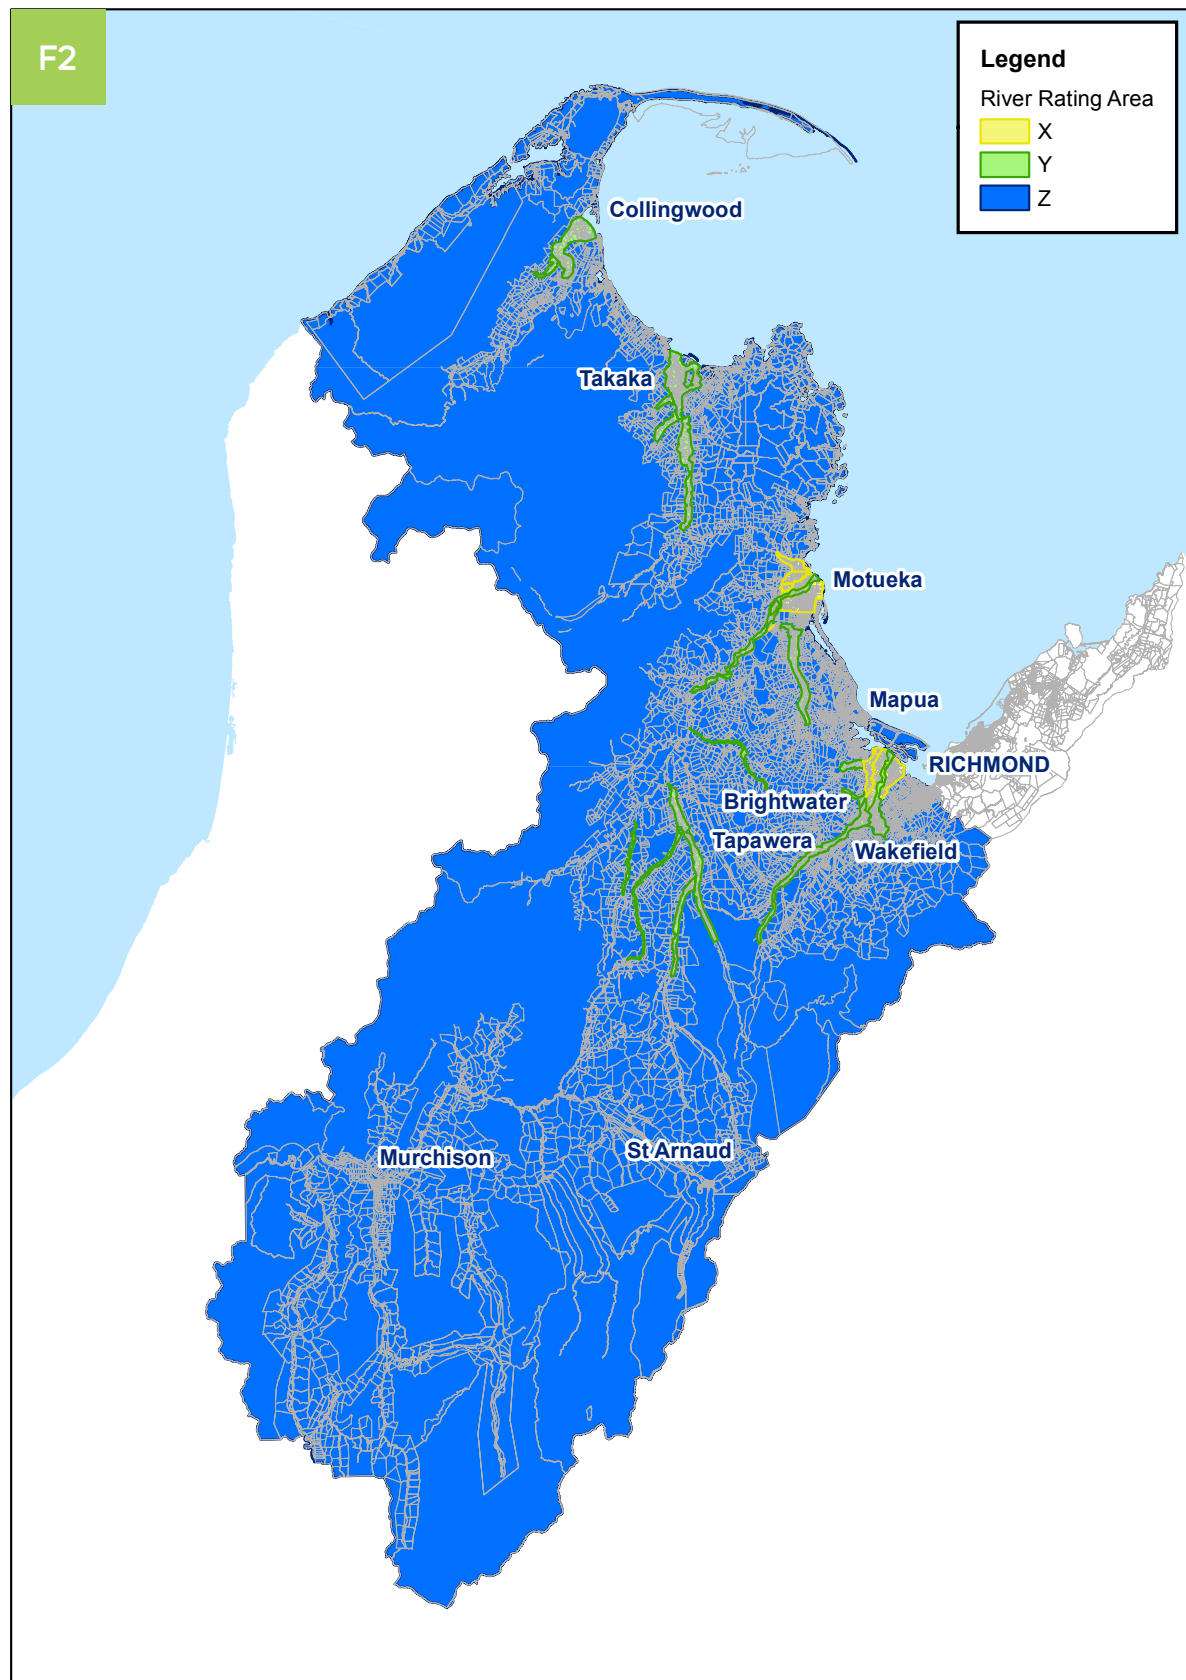 F2
Legend
River Rating Area
X
Y
Z
Collingwood
Takaka
Motueka
Mapua
RICHMOND
Brightwater
Tapawera
Wakefield
St Arnaud
Murchison